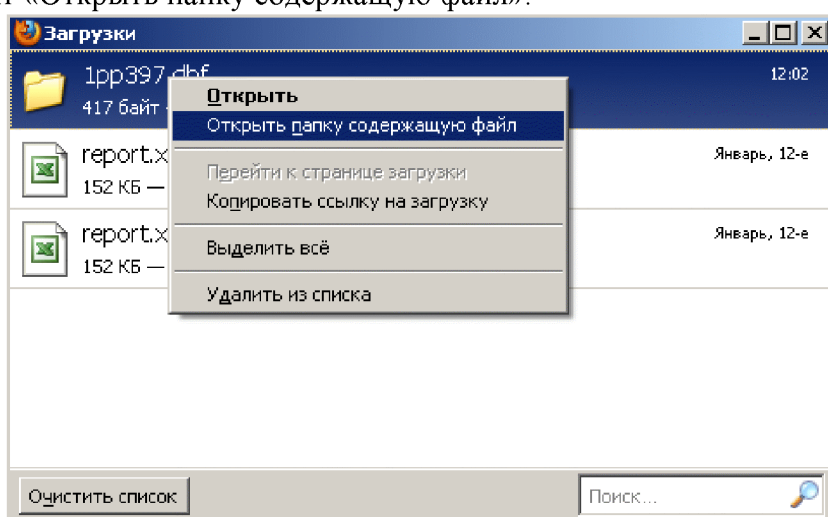 «Открыть папку содержащую файл».
Загрузки
1pp397.dbf
12:02
417 байт
Открыть
Открыть папку содержащую файл
Перейти к странице загрузки
Копировать ссылку на загрузку
Выделить всё
Удалить из списка
report.x
Январь, 12-е
152 КБ —
report.x
Январь, 12-е
152 КБ —
Очистить список
Поиск...